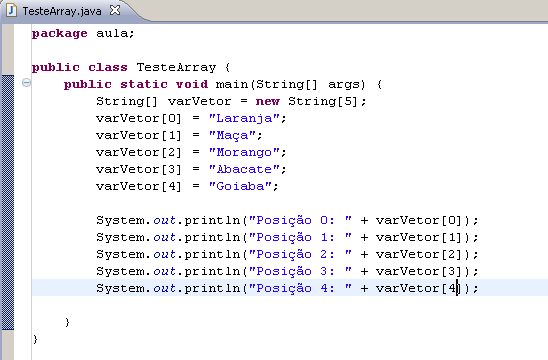 TesteArray.java
package aula;
public class TesteArray {
public static void main(String[] args) {
String[] varVetor = new String[5];
varVetor[0] = "Laranja";
varVetor[1] = "Maça";
varVetor[2] = "Morango";
varVetor[3] = "Abacate";
varVetor[4] = "Goiaba";
System.out.println("Posição 0: " + varVetor[0]);
System.out.println("Posição 1: " + varVetor[1]);
System.out.println("Posição 2: " + varVetor[2]);
System.out.println("Posição 3: " + varVetor[3]);
System.out.println("Posição 4: " + varVetor[4]);
}
}